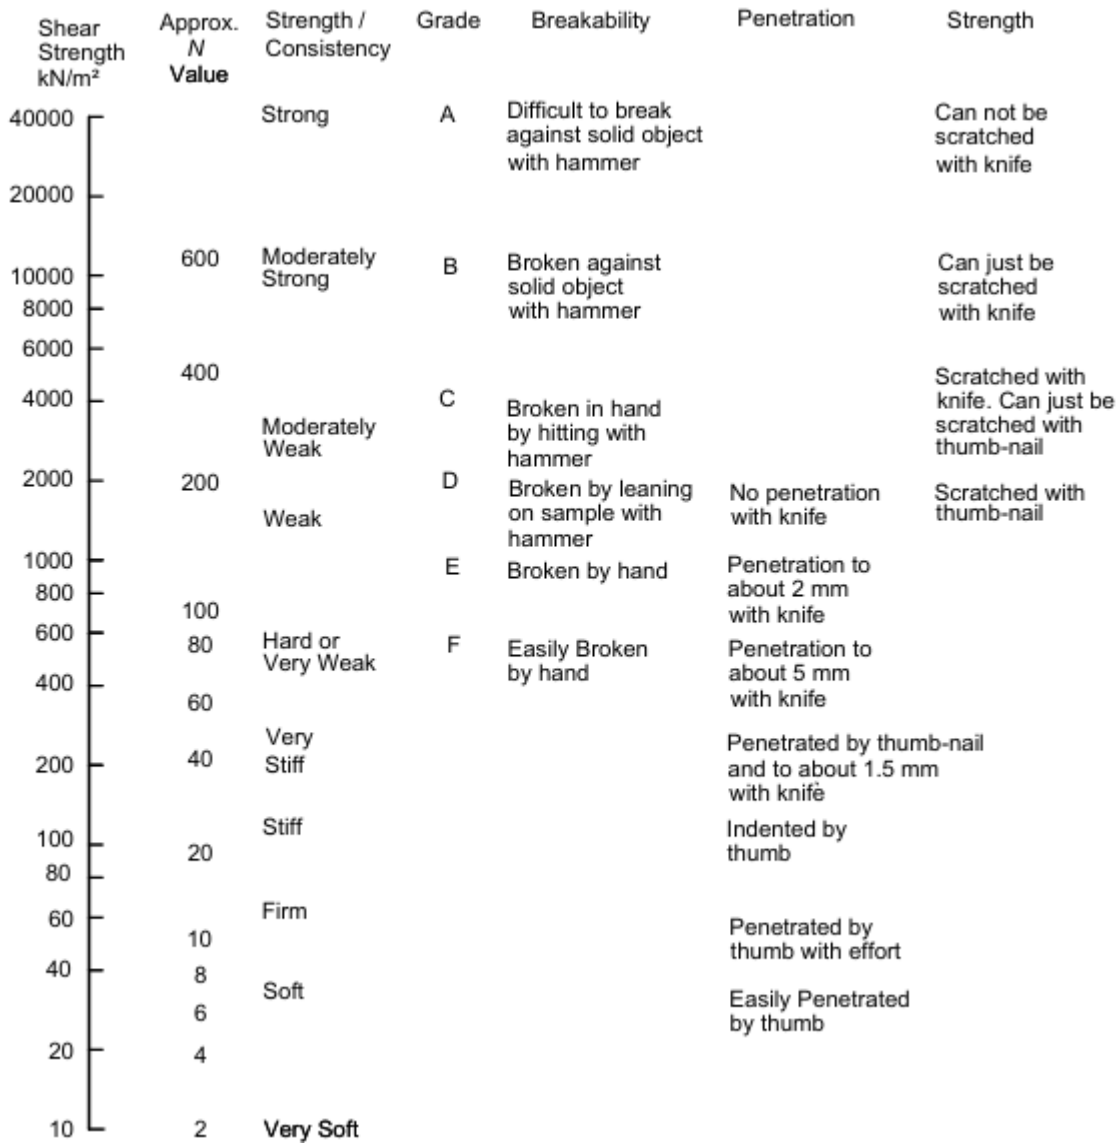 Shear
Strength
kN/m²
Approx.
N
Value
Strength /
Consistency
Grade
Breakability
Penetration
Strength
40000
Strong
A
Difficult to break
against solid object
with hammer
Can not be
scratched
with knife
20000
10000
600
Moderately
Strong
B
Broken against
solid object
with hammer
Can just be
scratched
with knife
8000
6000
4000
400
Moderately
Weak
C
Broken in hand
by hitting with
hammer
Scratched with
knife. Can just be
scratched with
thumb-nail
2000
200
Weak
D
Broken by leaning
on sample with
hammer
No penetration
with knife
Scratched with
thumb-nail
1000
E
Broken by hand
Penetration to
about 2 mm
with knife
800
100
600
80
Hard or
Very Weak
F
Easily Broken
by hand
Penetration to
about 5 mm
with knife
400
60
200
40
Very
Stiff
Penetrated by thumb-nail
and to about 1.5 mm
with knife
100
20
Stiff
Indented by
thumb
80
60
Firm
10
Penetrated by
thumb with effort
40
8
Soft
6
Easily Penetrated
by thumb
20
4
10
2
Very Soft